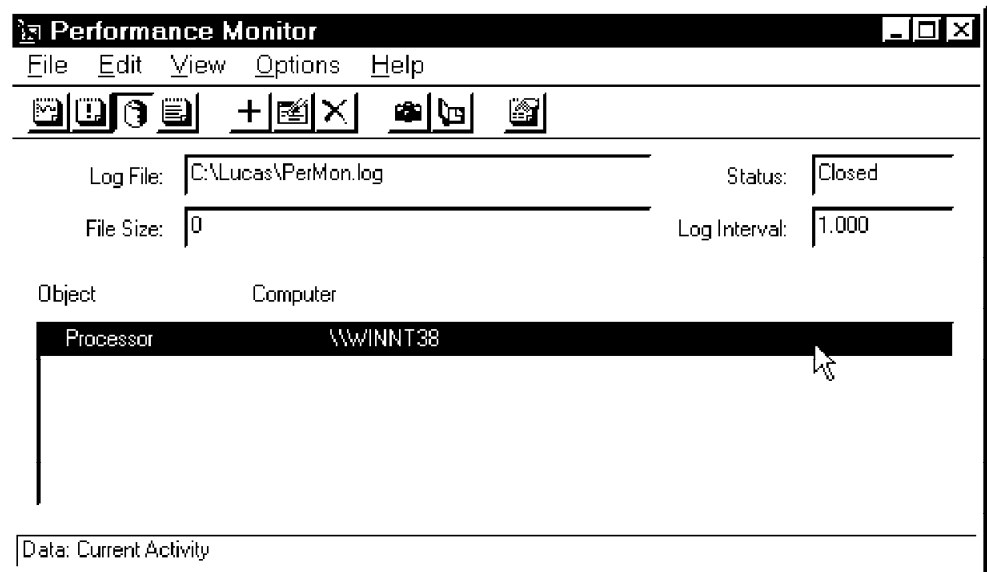 Performance Monitor
File Edit View Options Help
Log File: C:\Lucas\PerMon.log Status: Closed
File Size: 0 Log Interval: 1.000
Object Computer
Processor \\WINNT38
Data: Current Activity